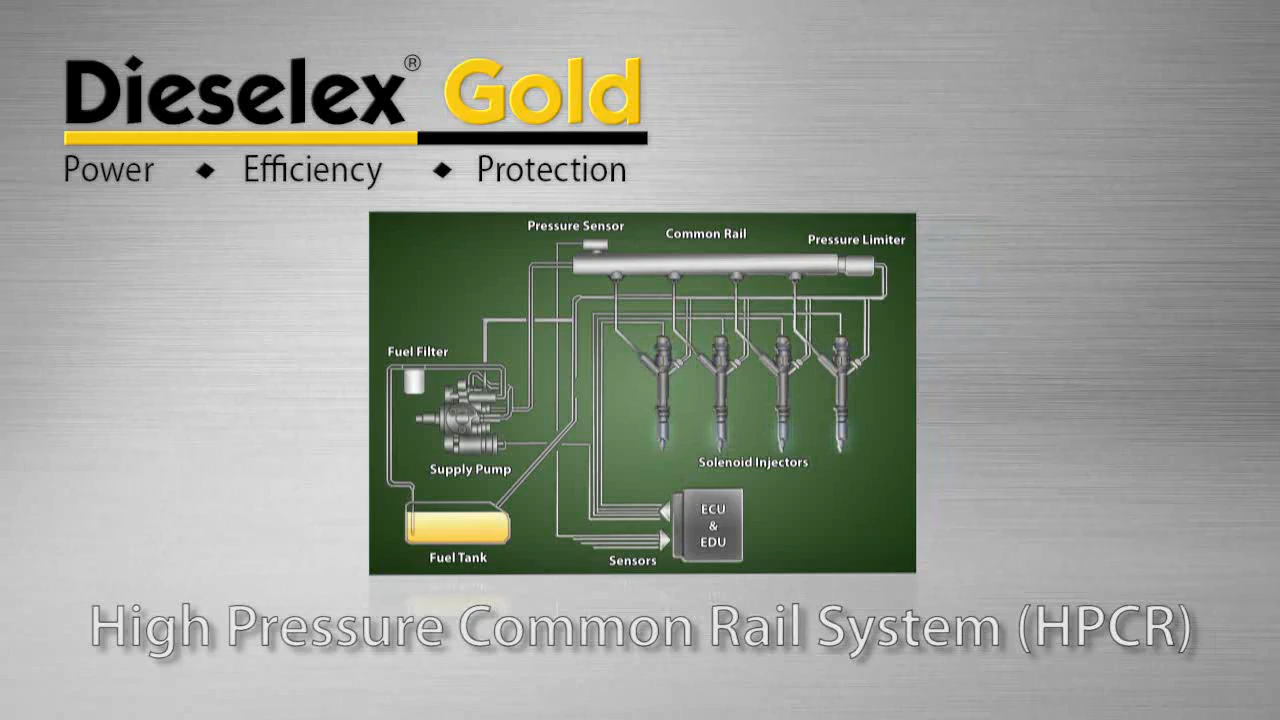 Dieselex® Gold
Power ◆ Efficiency ◆ Protection
Pressure Sensor
Common Rail
Pressure Limiter
Fuel Filter
Supply Pump
Solenoid Injectors
ECU
&
EDU
Fuel Tank
Sensors
High Pressure Common Rail System (HPCR)